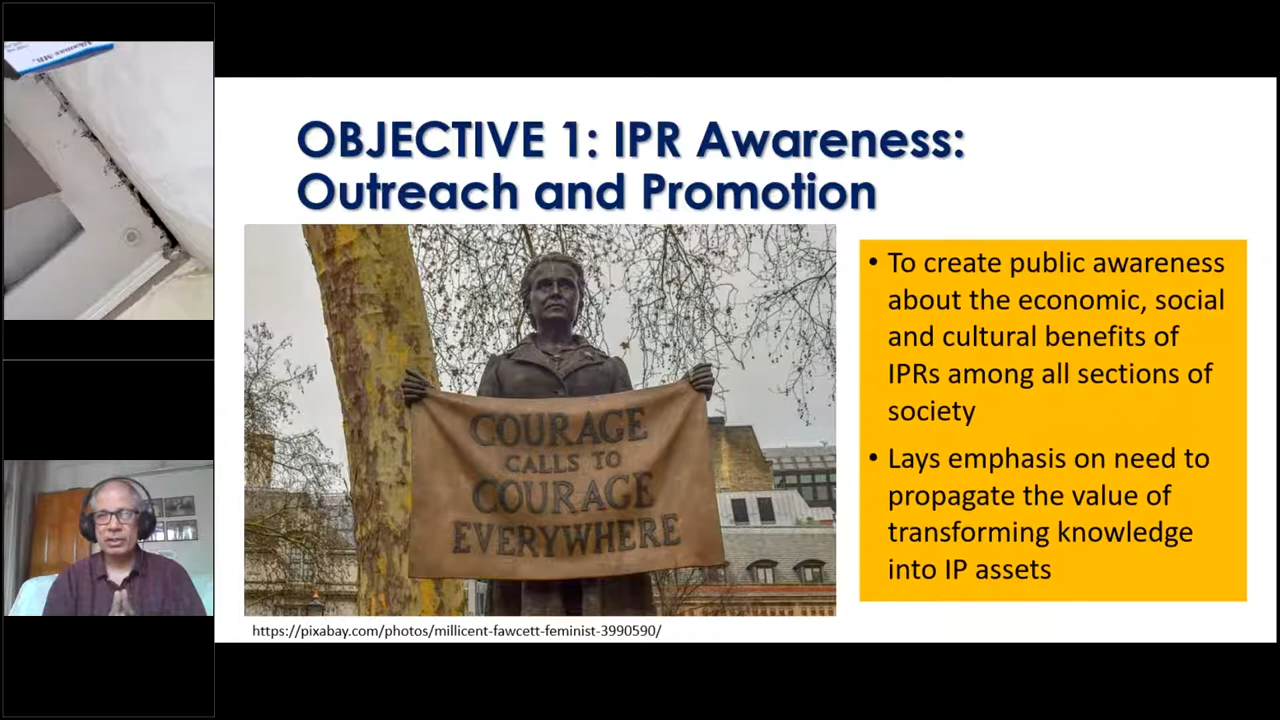 OBJECTIVE 1: IPR Awareness:
Outreach and Promotion
COURAGE
CALLS TO
COURAGE
EVERYWHERE
• To create public awareness
about the economic, social
and cultural benefits of
IPRs among all sections of
society
• Lays emphasis on need to
propagate the value of
transforming knowledge
into IP assets
https://pixabay.com/photos/millicent-fawcett-feminist-3990590/